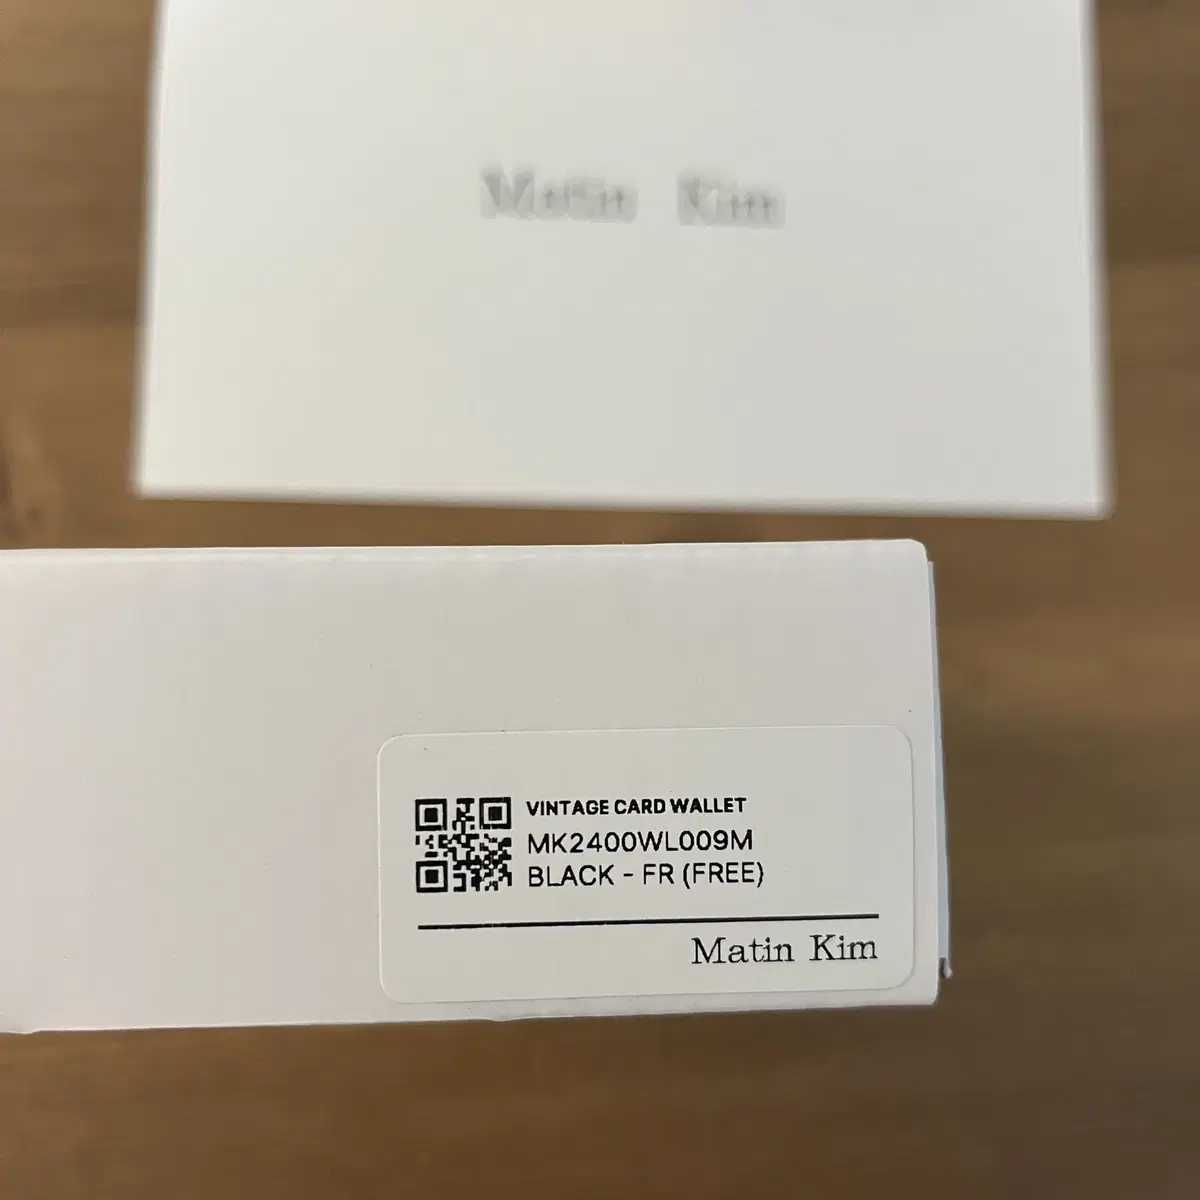 Matin Kim
VINTAGE CARD WALLET
MK2400WL009M
BLACK - FR (FREE)
Matin Kim